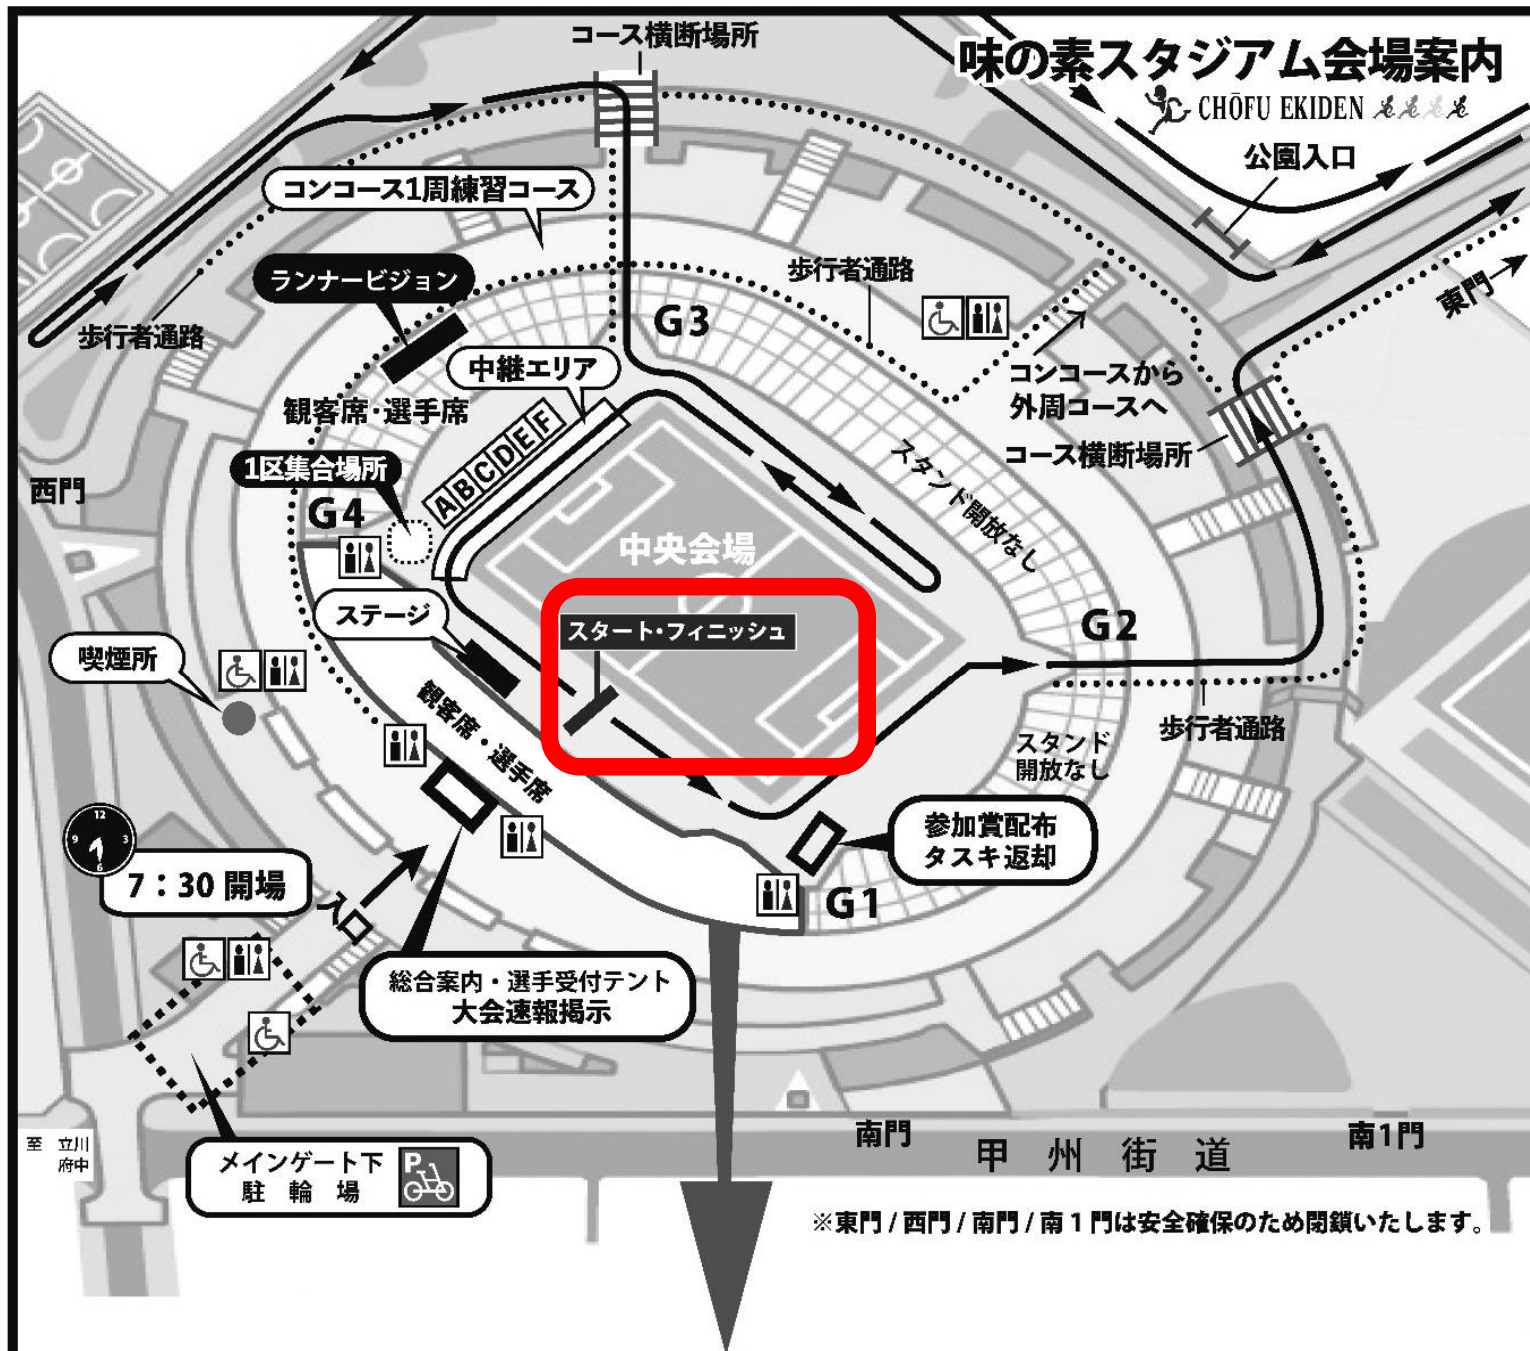 コース横断場所
味の素スタジアム会場案内
CHŌFU EKIDEN
公園入口
コンコース1周練習コース
ランナービジョン
歩行者通路
G3
歩行者通路
東門
中継エリア
コンコースから
外周コースへ
観客席・選手席
コース横断場所
1区集合場所
A B C D E F
西門
G4
スタンド開放なし
中央会場
ステージ
スタート・フィニッシュ
G2
喫煙所
観客席・選手席
歩行者通路
スタンド
開放なし
12
3
6
9
7：30 開場
参加賞配布
タスキ返却
入口
G1
総合案内・選手受付テント
大会速報掲示
至 立川
府中
メインゲート下
駐輪場
P
南門
甲州街道
南1門
※東門 / 西門 / 南門 / 南 1 門は安全確保のため閉鎖いたします。